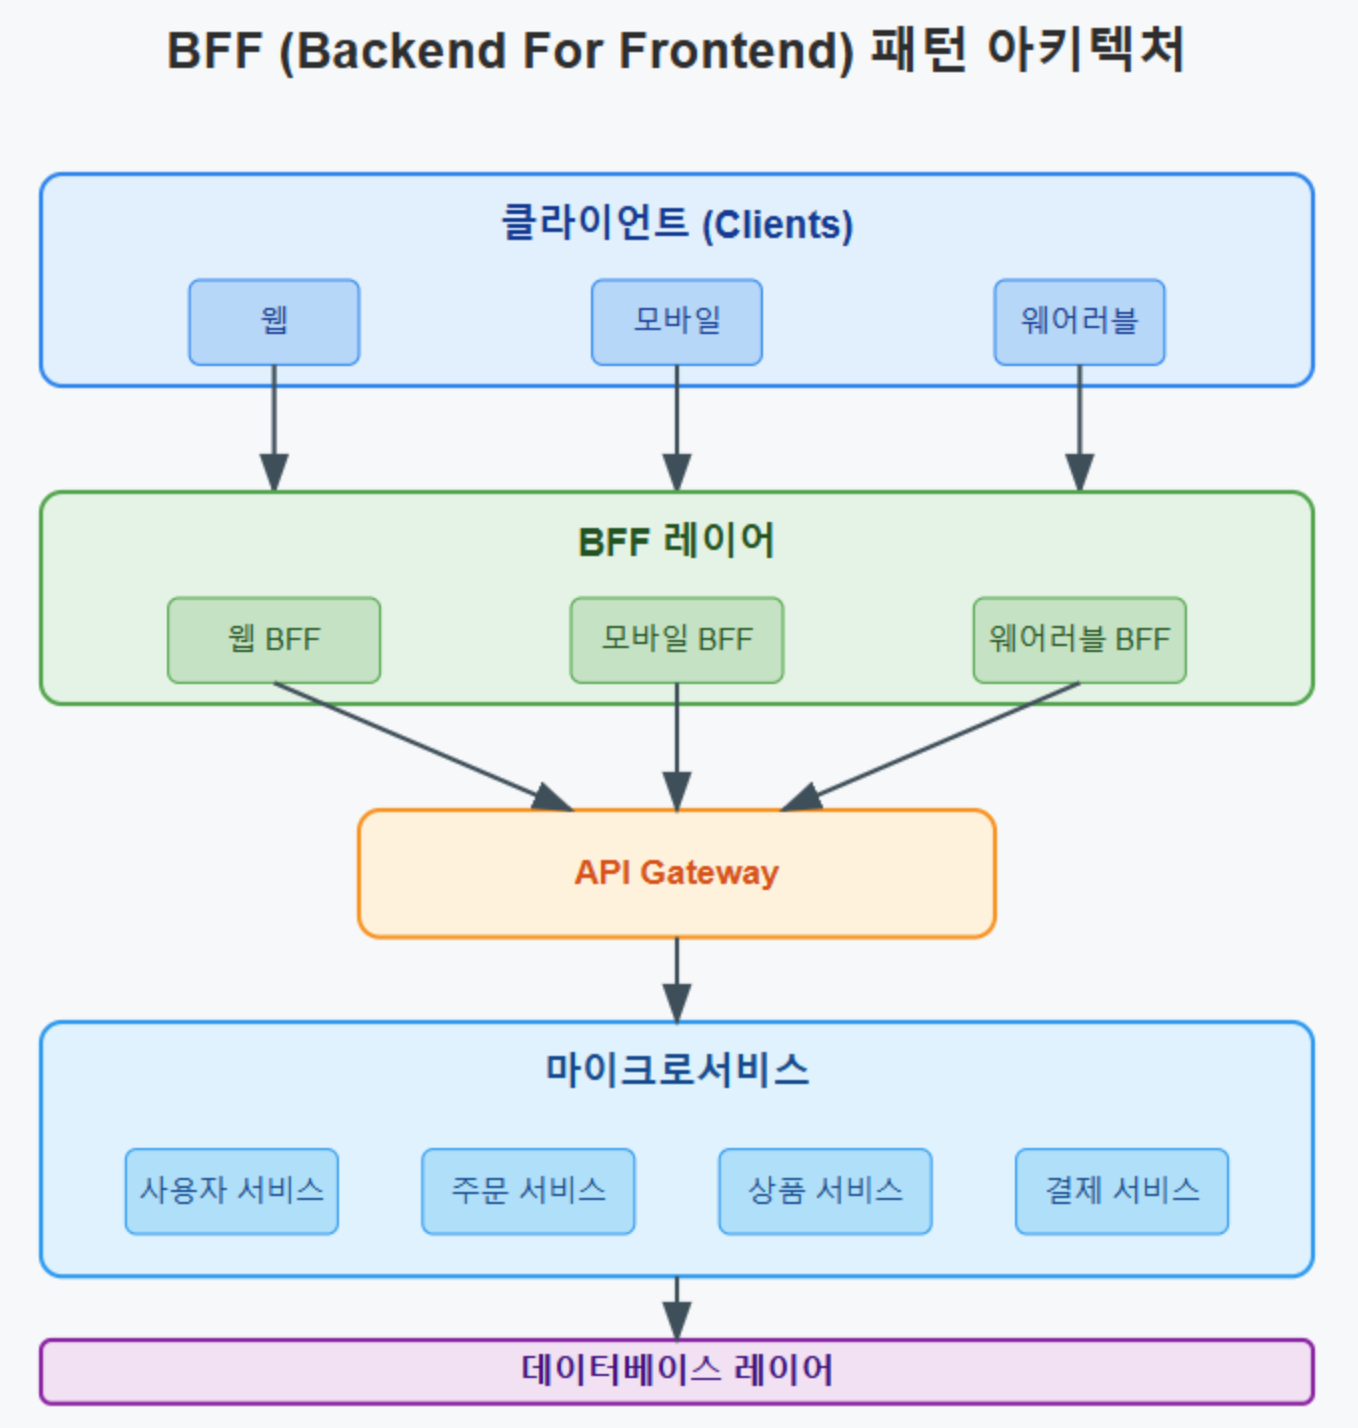 BFF (Backend For Frontend) 패턴 아키텍처
클라이언트 (Clients)
웹
모바일
웨어러블
BFF 레이어
웹 BFF
모바일 BFF
웨어러블 BFF
API Gateway
마이크로서비스
사용자 서비스
주문 서비스
상품 서비스
결제 서비스
데이터베이스 레이어